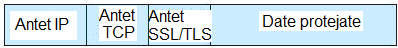 Antet IP
Antet
TCP
Antet
SSL/TLS
Date protejate